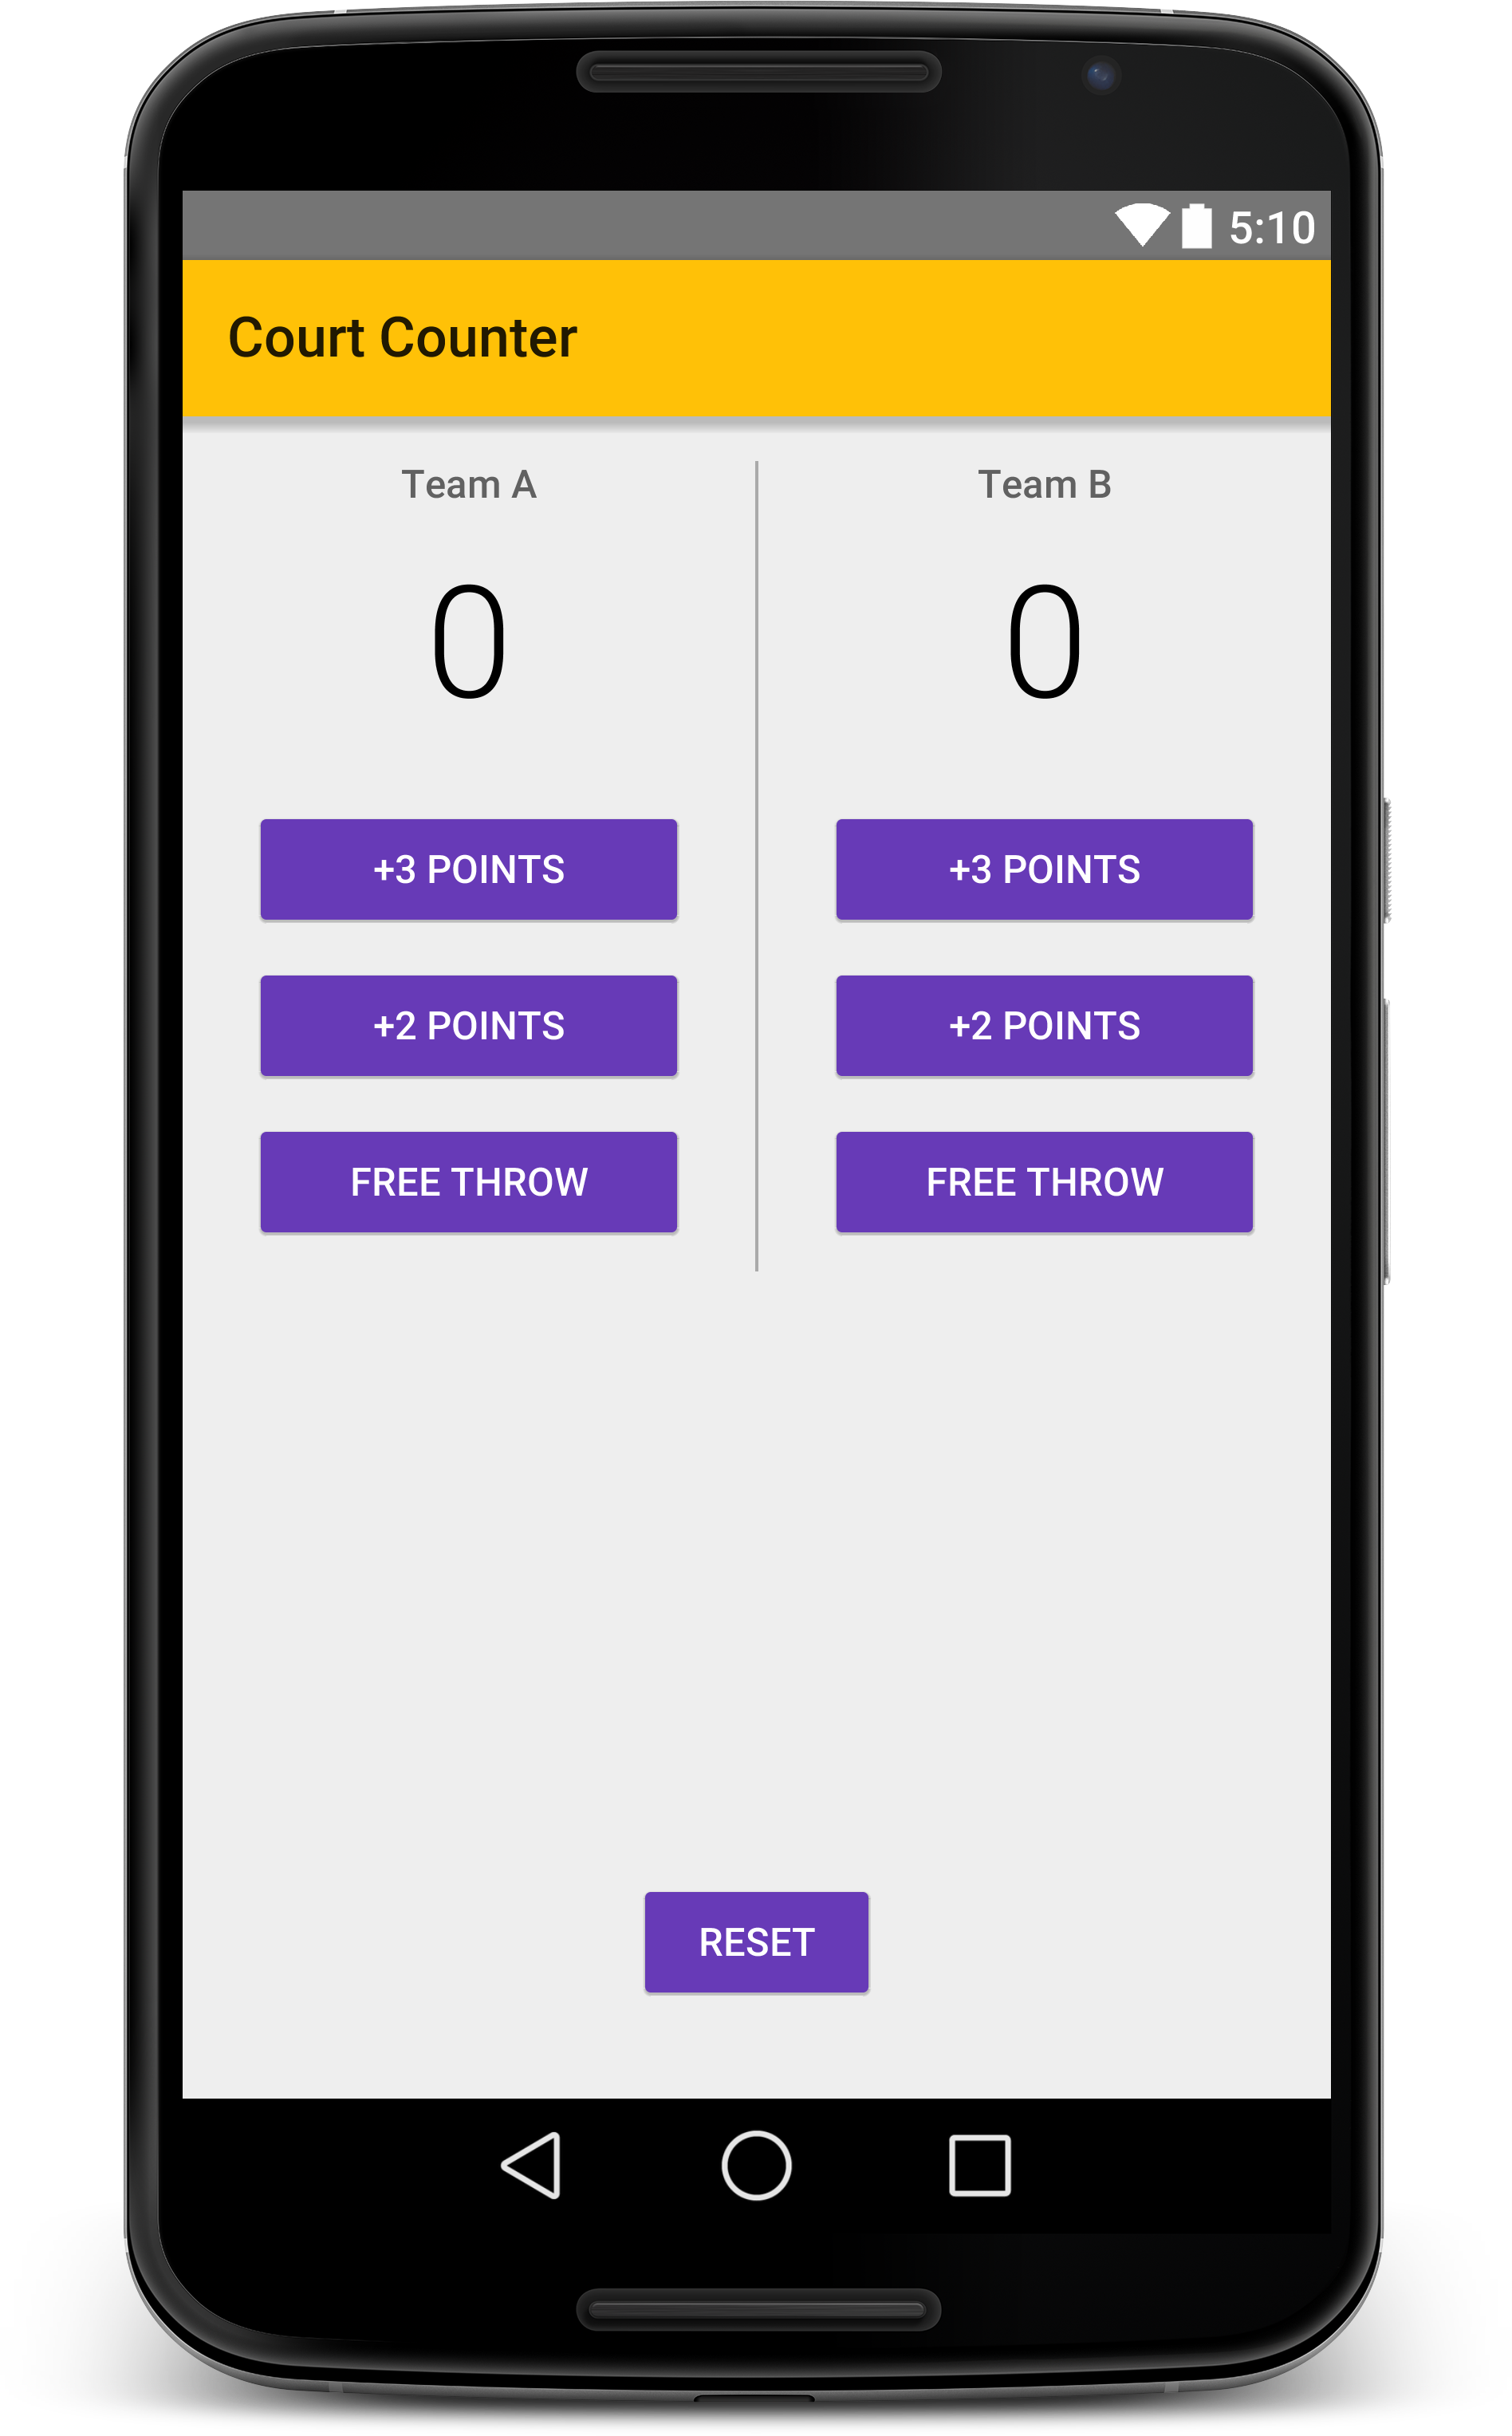 5:10
Court Counter
Team A
Team B
0
0
+3 POINTS
+3 POINTS
+2 POINTS
+2 POINTS
FREE THROW
FREE THROW
RESET